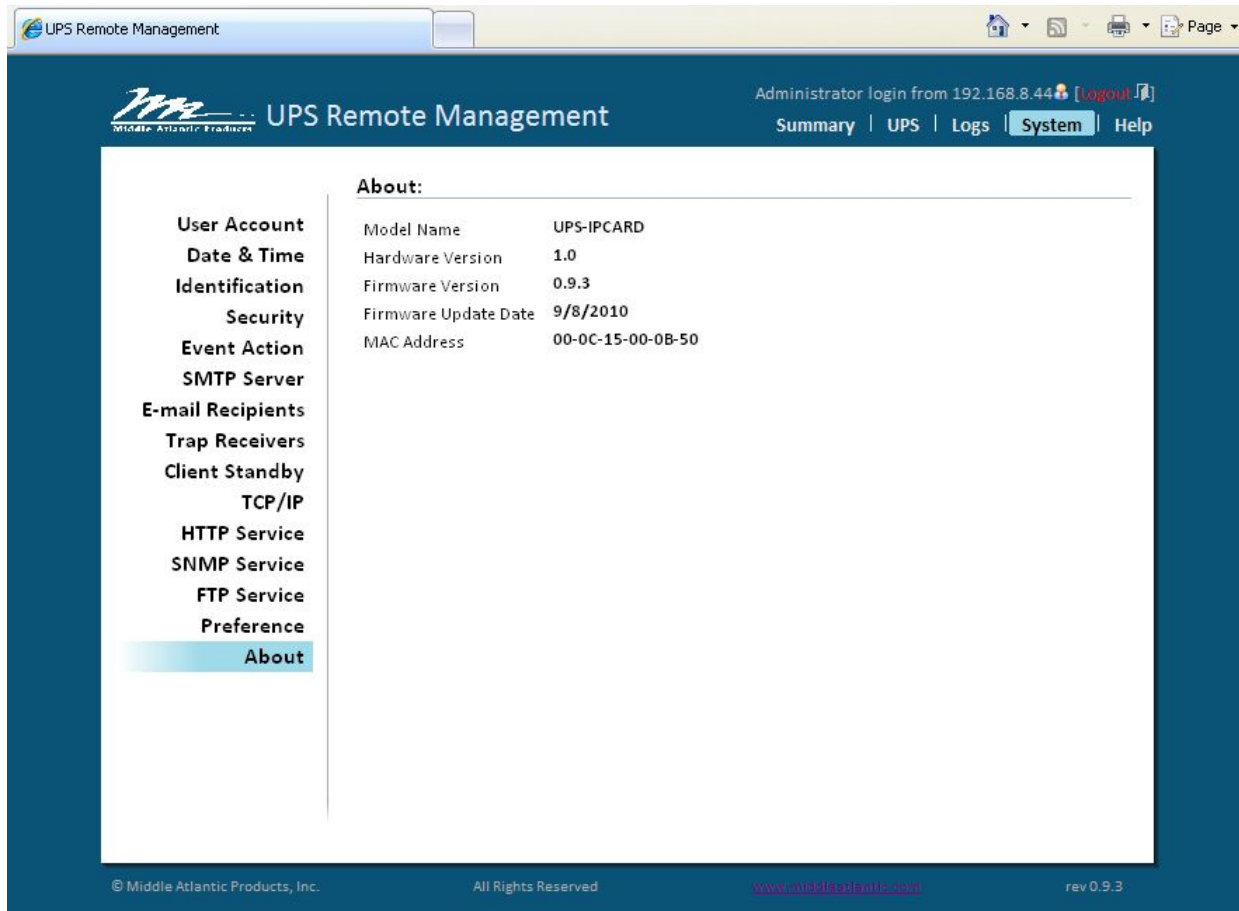 UPS Remote Management
Page
Middle Atlantic Products
UPS Remote Management
Administrator login from 192.168.8.44 [Logout]
Summary | UPS | Logs | System | Help
About:
User Account
Date & Time
Identification
Security
Event Action
SMTP Server
E-mail Recipients
Trap Receivers
Client Standby
TCP/IP
HTTP Service
SNMP Service
FTP Service
Preference
About
Model Name UPS-IPCARD
Hardware Version 1.0
Firmware Version 0.9.3
Firmware Update Date 9/8/2010
MAC Address 00-0C-15-00-0B-50
© Middle Atlantic Products, Inc. All Rights Reserved www.middleatlantic.com rev 0.9.3